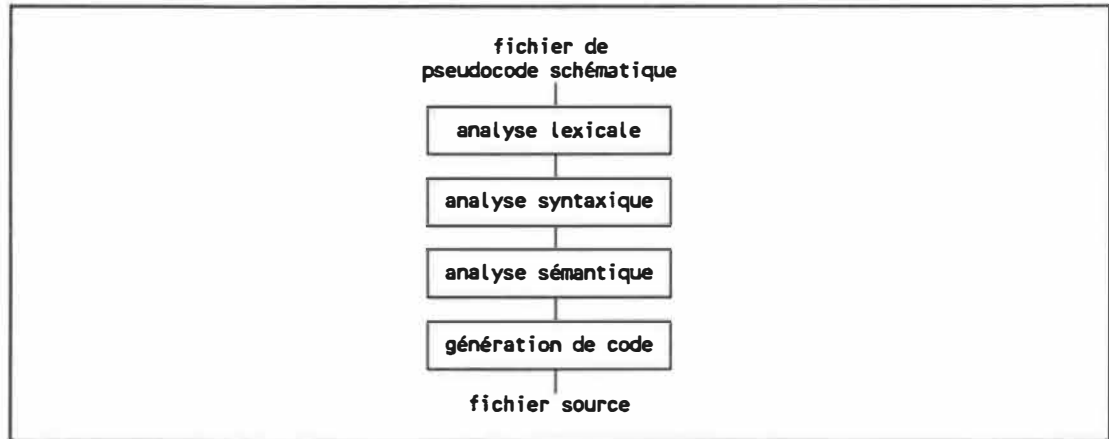 fichier de
pseudocode schématique
analyse lexicale
analyse syntaxique
analyse sémantique
génération de code
fichier source